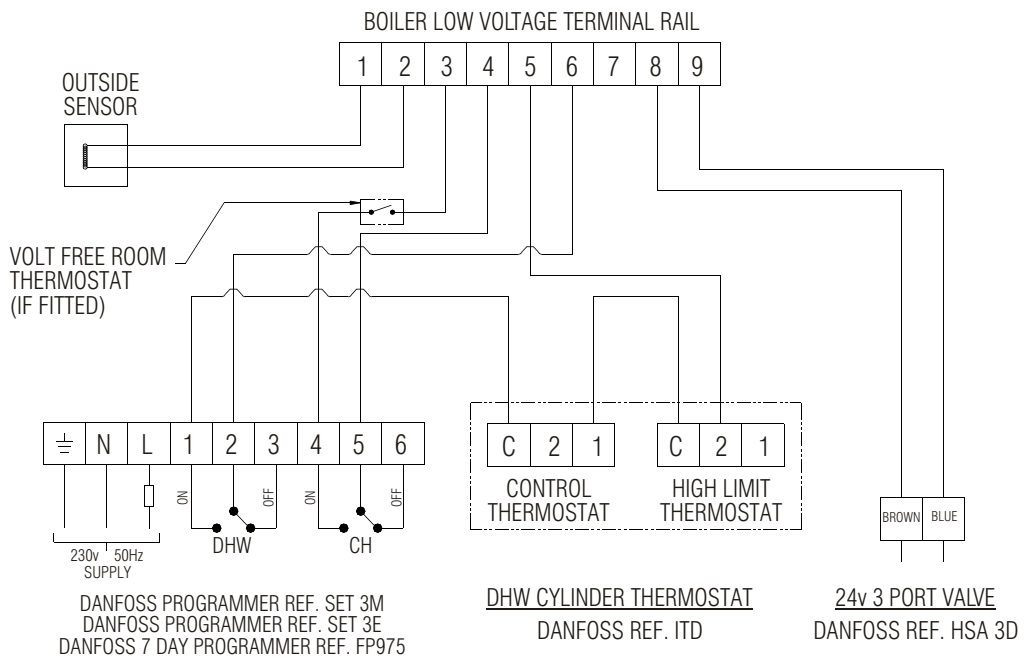 BOILER LOW VOLTAGE TERMINAL RAIL
1 2 3 4 5 6 7 8 9
OUTSIDE
SENSOR
VOLT FREE ROOM
THERMOSTAT
(IF FITTED)
N L 1 2 3 4 5 6
C 2 1
C 2 1
ON
OFF
ON
OFF
DHW
CH
230v 50Hz
SUPPLY
CONTROL
THERMOSTAT
HIGH LIMIT
THERMOSTAT
BROWN
BLUE
DANFOSS PROGRAMMER REF. SET 3M
DANFOSS PROGRAMMER REF. SET 3E
DANFOSS 7 DAY PROGRAMMER REF. FP975
DHW CYLINDER THERMOSTAT
DANFOSS REF. ITD
24v 3 PORT VALVE
DANFOSS REF. HSA 3D